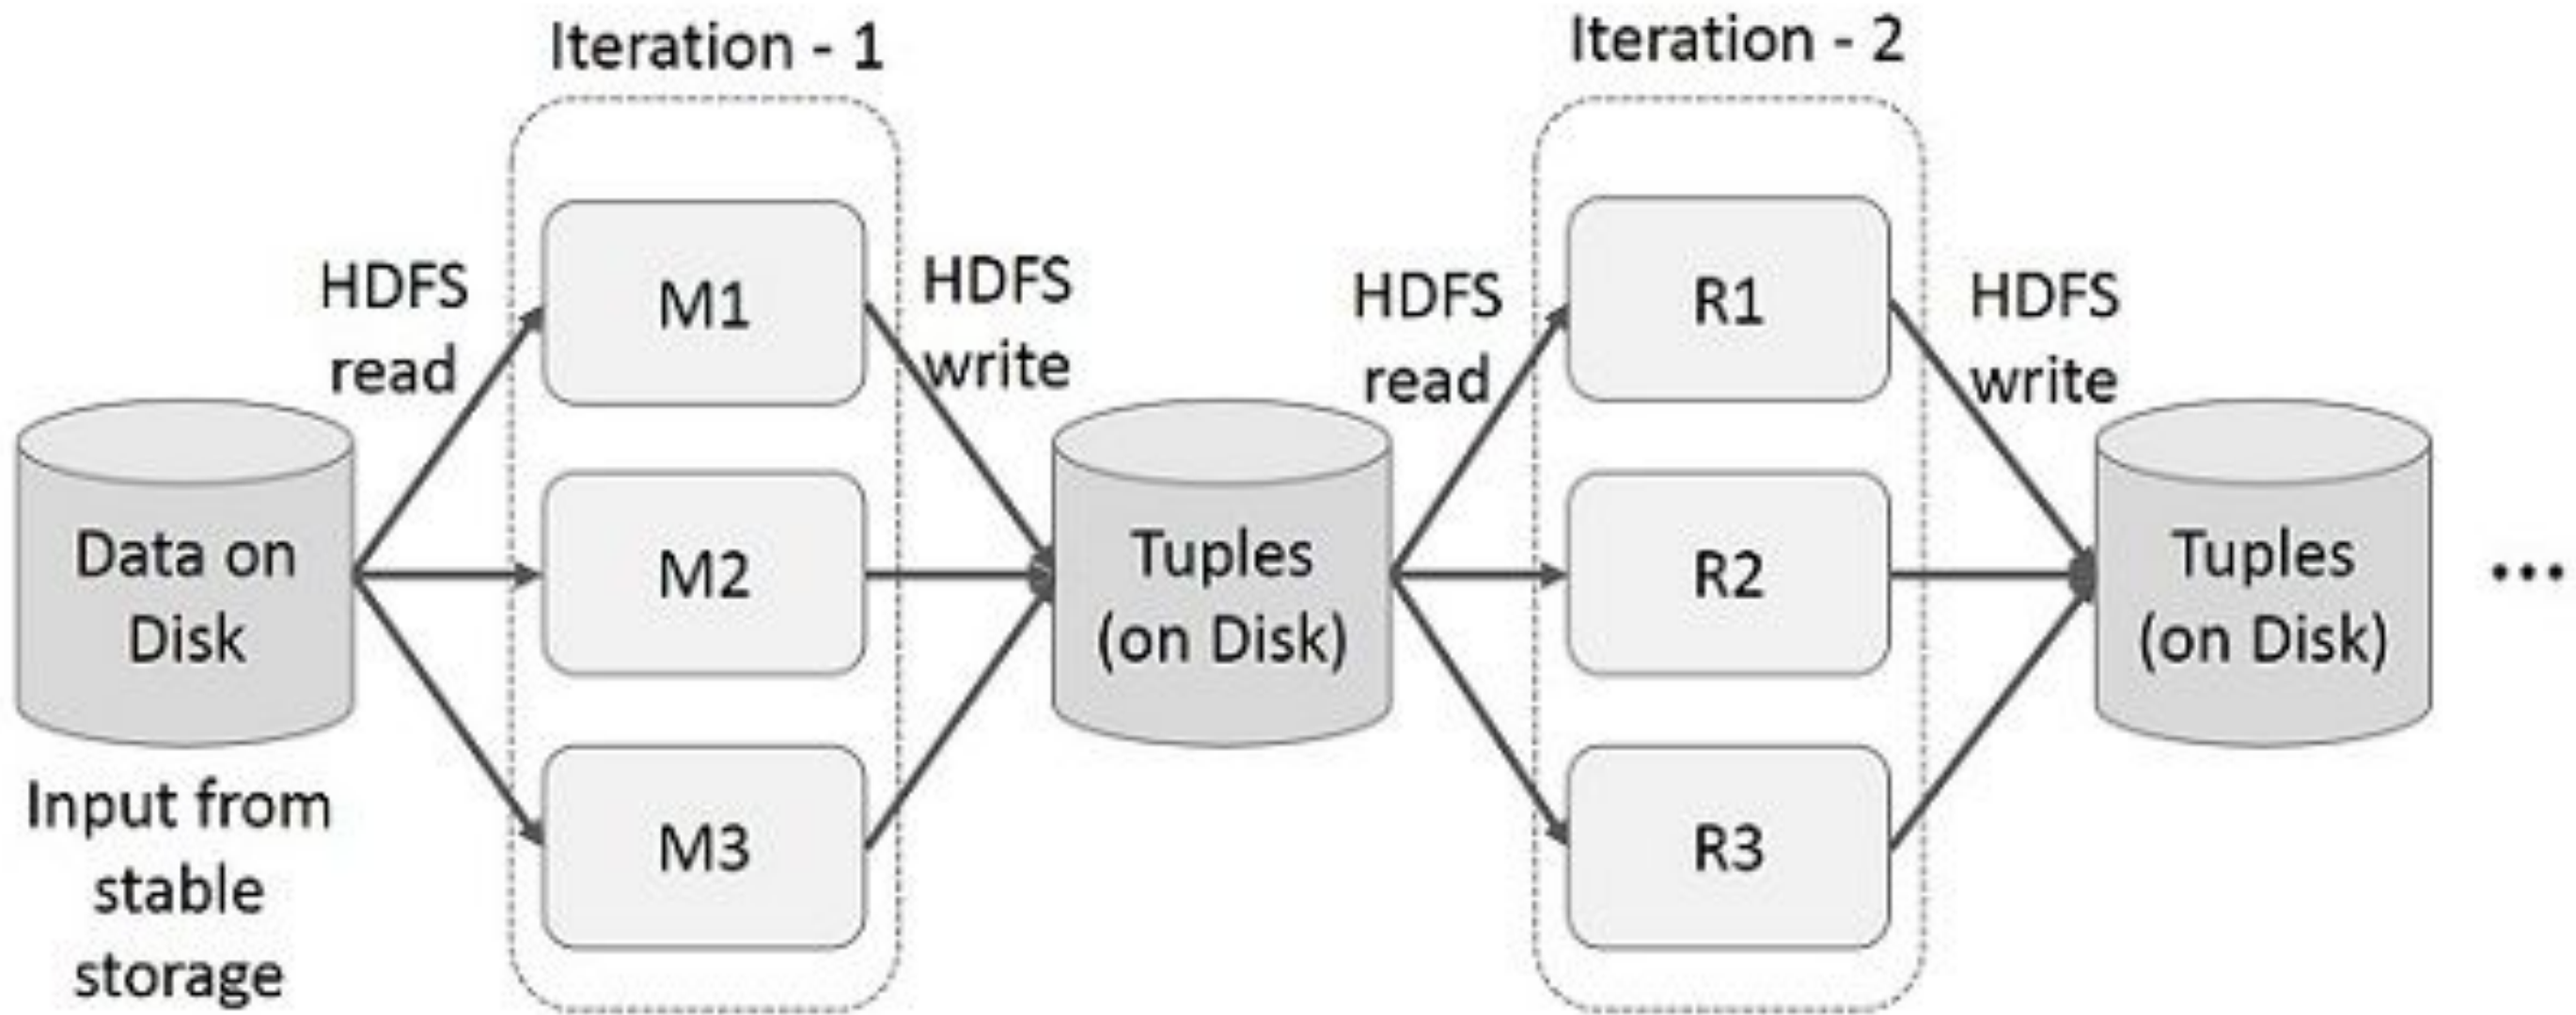 Iteration - 1
Iteration - 2
HDFS
read
M1
HDFS
write
HDFS
read
R1
HDFS
write
Data on
Disk
M2
Tuples
(on Disk)
R2
Tuples
(on Disk)
...
Input from
stable
storage
M3
R3